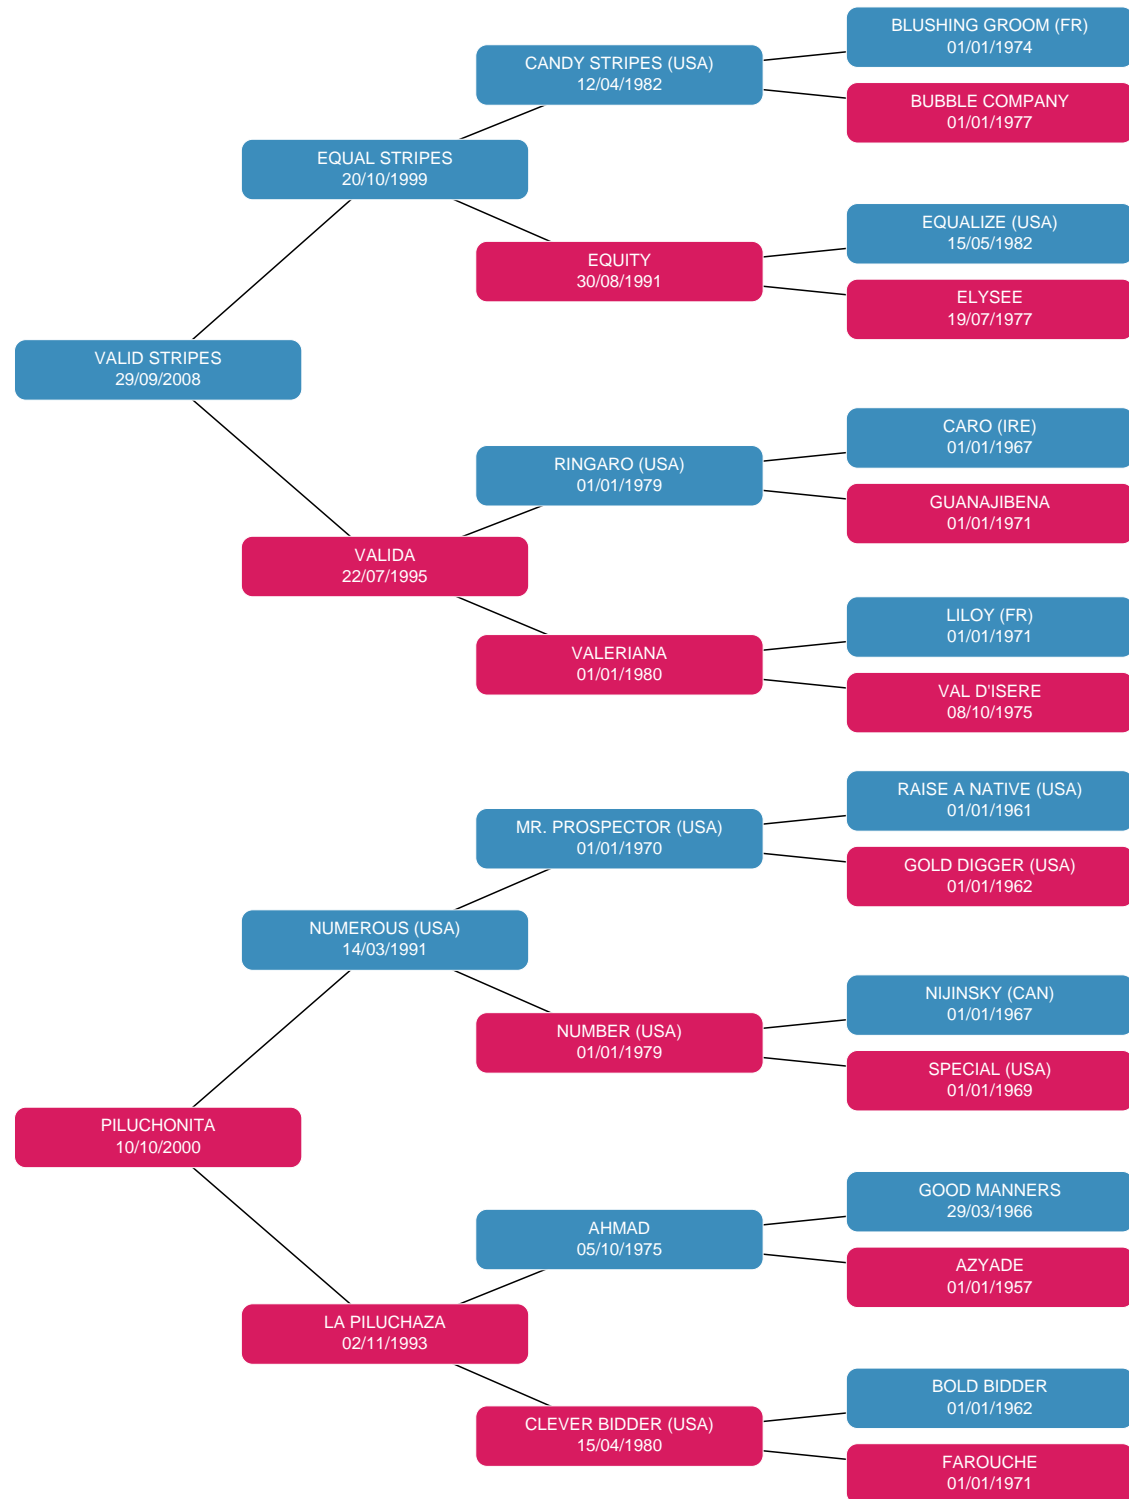 BLUSHING GROOM (FR)
01/01/1974
CANDY STRIPES (USA)
12/04/1982
BUBBLE COMPANY
01/01/1977
EQUAL STRIPES
20/10/1999
EQUALIZE (USA)
15/05/1982
EQUITY
30/08/1991
ELYSEE
19/07/1977
VALID STRIPES
29/09/2008
CARO (IRE)
01/01/1967
RINGARO (USA)
01/01/1979
GUANAJIBENA
01/01/1971
VALIDA
22/07/1995
LILOY (FR)
01/01/1971
VALERIANA
01/01/1980
VAL D'ISERE
08/10/1975
RAISE A NATIVE (USA)
01/01/1961
MR. PROSPECTOR (USA)
01/01/1970
GOLD DIGGER (USA)
01/01/1962
NUMEROUS (USA)
14/03/1991
NIJINSKY (CAN)
01/01/1967
NUMBER (USA)
01/01/1979
SPECIAL (USA)
01/01/1969
PILUCHONITA
10/10/2000
GOOD MANNERS
29/03/1966
AHMAD
05/10/1975
AZYADE
01/01/1957
LA PILUCHAZA
02/11/1993
BOLD BIDDER
01/01/1962
CLEVER BIDDER (USA)
15/04/1980
FAROUCHE
01/01/1971